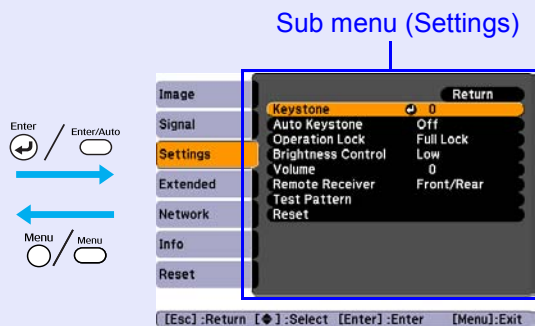 Sub menu (Settings)
Enter / Enter/Auto
Menu / Menu
Image
Signal
Settings
Extended
Network
Info
Reset
Return
Keystone 0
Auto Keystone Off
Operation Lock Full Lock
Brightness Control Low
Volume 0
Remote Receiver Front/Rear
Test Pattern
Reset
[Esc] :Return [◆] :Select [Enter] :Enter [Menu]:Exit